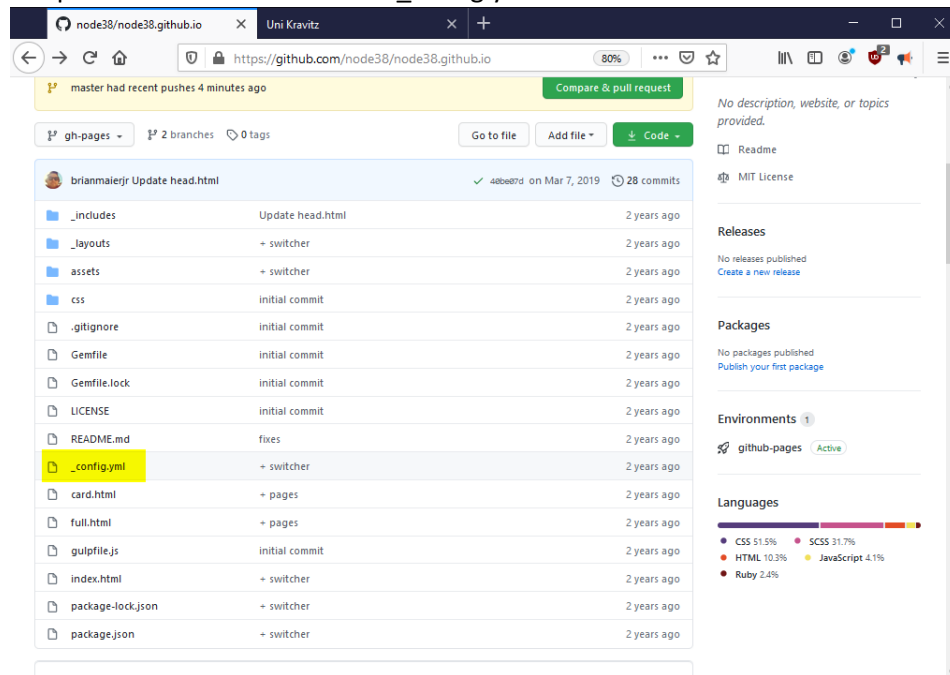 node38/node38.github.io
Uni Kravitz
https://github.com/node38/node38.github.io
80%
2
master had recent pushes 4 minutes ago
Compare & pull request
gh-pages
2 branches
0 tags
Go to file
Add file
Code
brianmaierjr Update head.html
40be07d on Mar 7, 2019
28 commits
_includes Update head.html 2 years ago
_layouts + switcher 2 years ago
assets + switcher 2 years ago
css initial commit 2 years ago
.gitignore initial commit 2 years ago
Gemfile initial commit 2 years ago
Gemfile.lock initial commit 2 years ago
LICENSE initial commit 2 years ago
README.md fixes 2 years ago
_config.yml + switcher 2 years ago
card.html + pages 2 years ago
full.html + pages 2 years ago
gulpfile.js initial commit 2 years ago
index.html + switcher 2 years ago
package-lock.json + switcher 2 years ago
package.json + switcher 2 years ago
No description, website, or topics
provided.
Readme
MIT License
Releases
No releases published
Create a new release
Packages
No packages published
Publish your first package
Environments 1
github-pages Active
Languages
CSS 51.5% SCSS 31.7%
HTML 10.3% JavaScript 4.1%
Ruby 2.4%